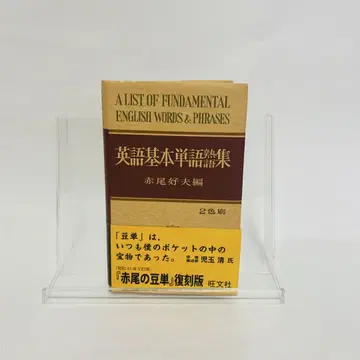 A LIST OF FUNDAMENTAL
ENGLISH WORDS & PHRASES
英語基本単語熟語集
赤尾好夫編
2色刷
「豆単」は、
いつも僕のポケットの中の
宝物であった。
児玉 清 氏
『赤尾の豆単』復刻版
旺文社